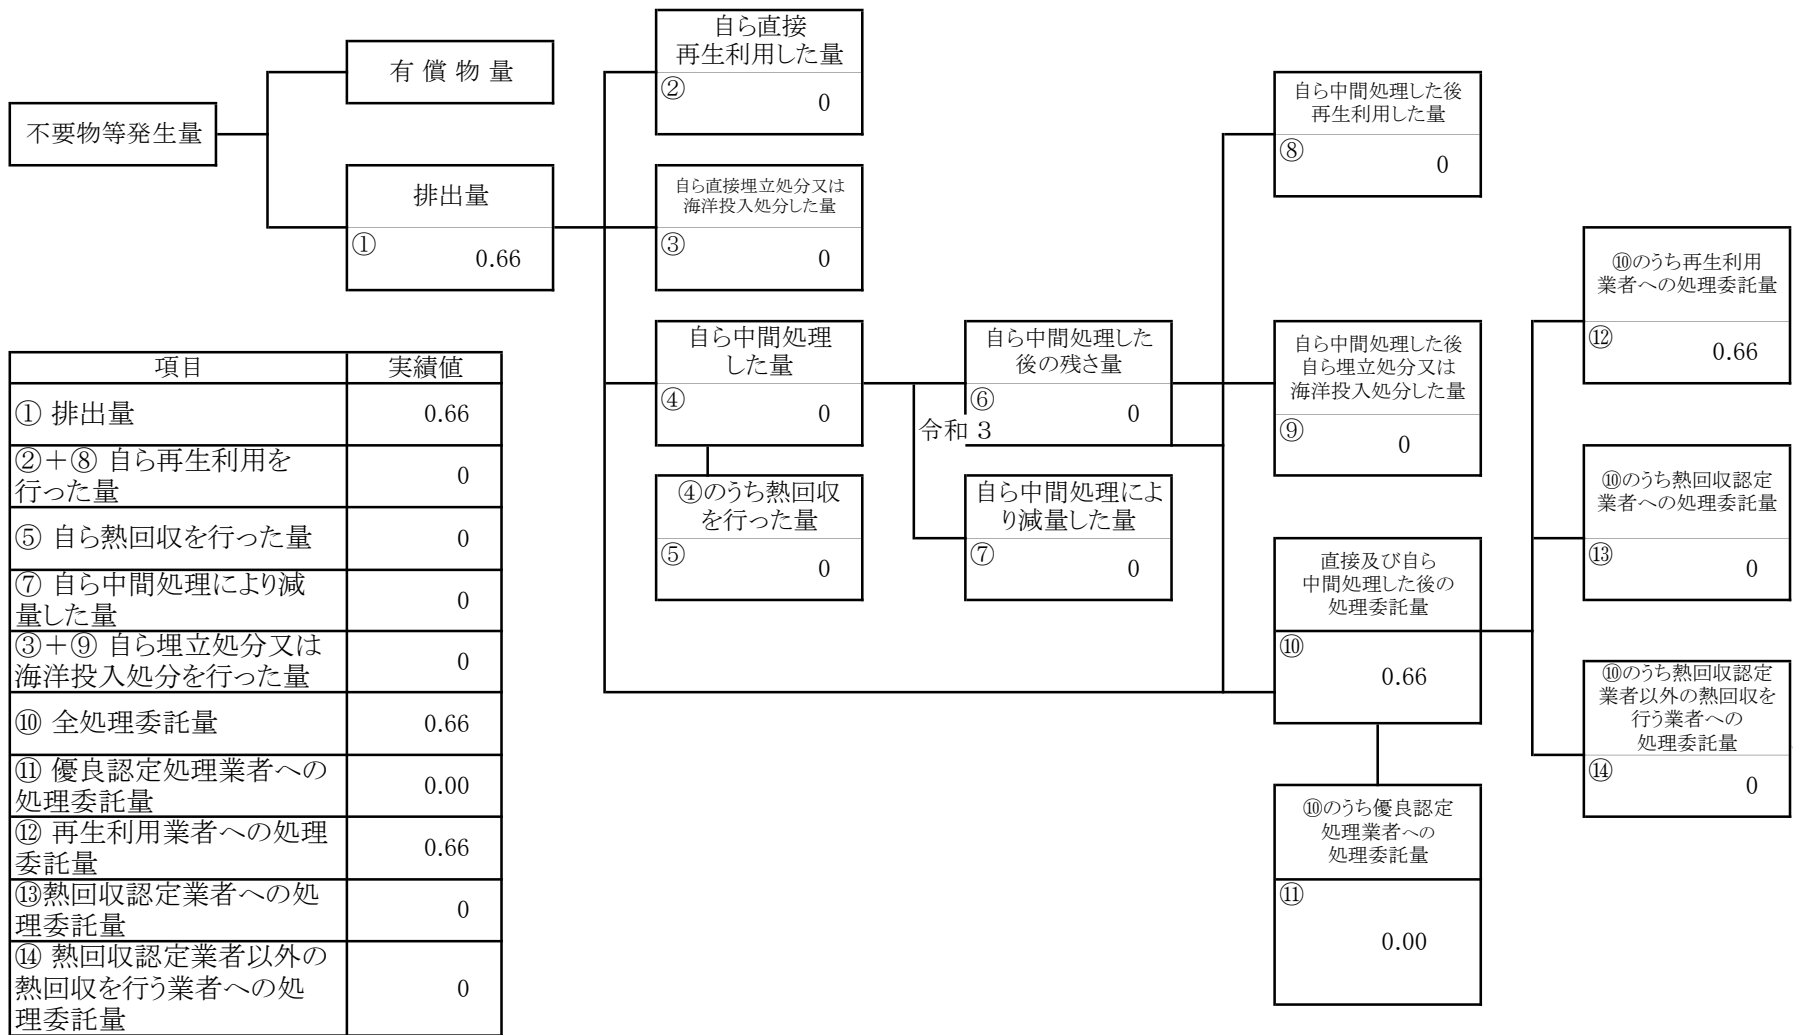 不要物等発生量
有償物量
排出量
①
0.66
自ら直接
再生利用した量
②
0
自ら直接埋立処分又は
海洋投入処分した量
③
0
自ら中間処理
した量
④
0
④のうち熱回収
を行った量
⑤
0
自ら中間処理した
後の残さ量
⑥
0
令和 3
自ら中間処理によ
り減量した量
⑦
0
自ら中間処理した後
再生利用した量
⑧
0
自ら中間処理した後
自ら埋立処分又は
海洋投入処分した量
⑨
0
直接及び自ら
中間処理した後の
処理委託量
⑩
0.66
⑩のうち優良認定
処理業者への
処理委託量
⑪
0.00
⑩のうち再生利用
業者への処理委託量
⑫
0.66
⑩のうち熱回収認定
業者への処理委託量
⑬
0
⑩のうち熱回収認定
業者以外の熱回収を
行う業者への
処理委託量
⑭
0
項目 実績値
① 排出量 0.66
②+⑧ 自ら再生利用を
行った量 0
⑤ 自ら熱回収を行った量 0
⑦ 自ら中間処理により減
量した量 0
③+⑨ 自ら埋立処分又は
海洋投入処分を行った量 0
⑩ 全処理委託量 0.66
⑪ 優良認定処理業者への
処理委託量 0.00
⑫ 再生利用業者への処理
委託量 0.66
⑬熱回収認定業者への処
理委託量 0
⑭ 熱回収認定業者以外の
熱回収を行う業者への処 0
理委託量